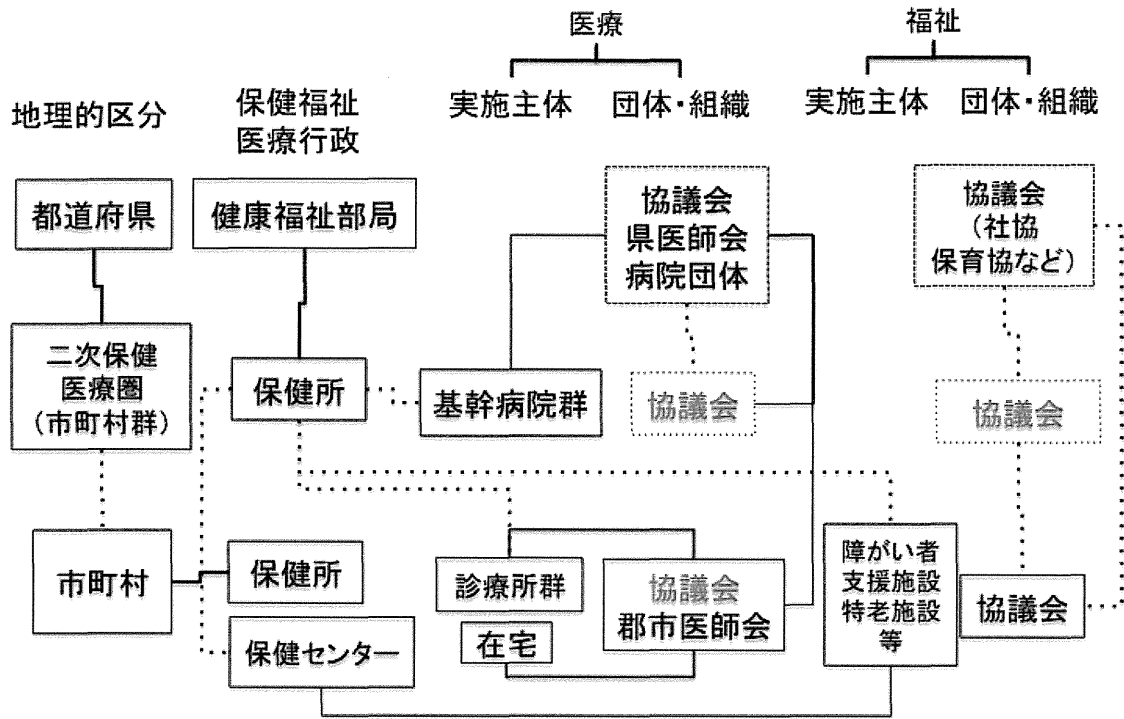 医療
福祉
地理的区分
保健福祉
医療行政
実施主体
団体・組織
実施主体
団体・組織
都道府県
健康福祉部局
協議会
県医師会
病院団体
協議会
（社協
保育協など）
二次保健
医療圏
（市町村群）
保健所
基幹病院群
協議会
協議会
市町村
保健所
診療所群
協議会
郡市医師会
障がい者
支援施設
特老施設
等
協議会
保健センター
在宅